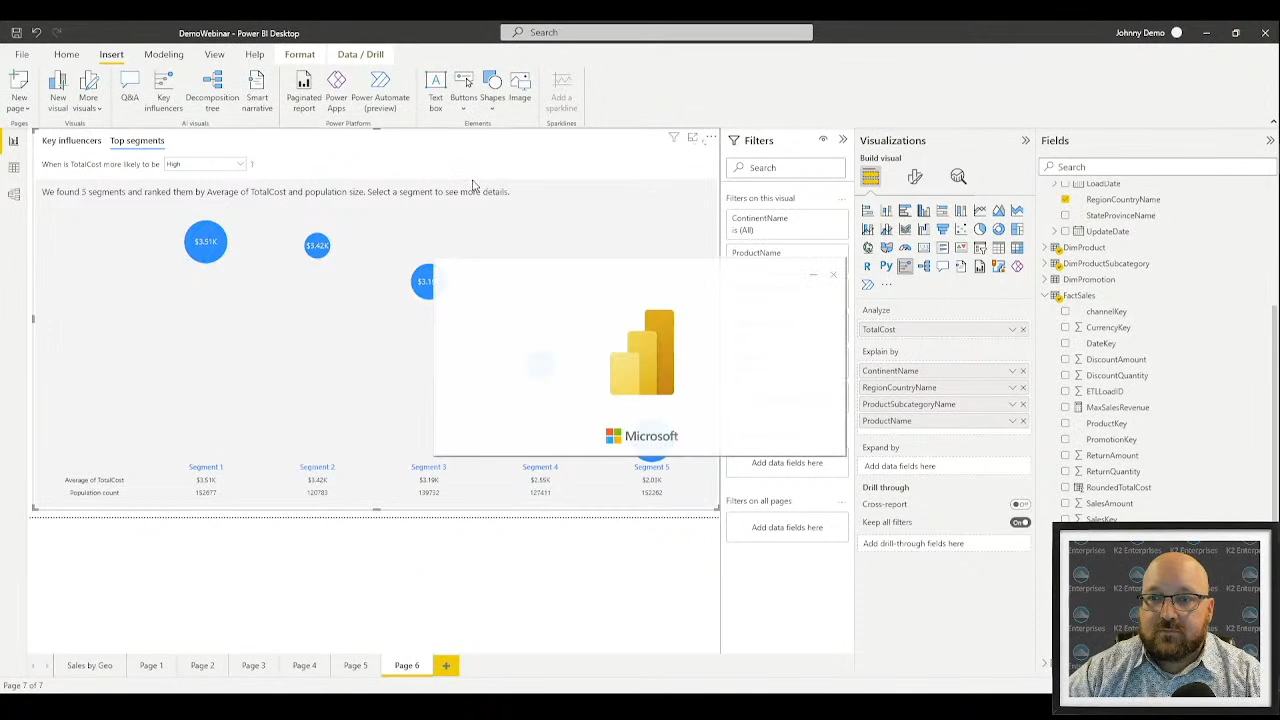 DemoWebinar - Power BI Desktop
Search
Johnny Demo
File
Home
Insert
Modeling
View
Help
Format
Data / Drill
New page
New visual
More visuals
Q&A
Key influencers
Decomposition tree
Smart narrative
Paginated report
Power Apps
Power Automate (preview)
Text box
Buttons
Shapes
Image
Add a sparkline
Pages
Visuals
AI visuals
Power Platform
Elements
Sparklines
Key influencers
Top segments
When is TotalCost more likely to be
High
?
We found 5 segments and ranked them by Average of TotalCost and population size. Select a segment to see more details.
$3.51K
$3.42K
Segment 1
Segment 2
Segment 3
Segment 4
Segment 5
Average of TotalCost
$3.51K
$3.42K
$3.19K
$2.55K
$2.03K
Population count
152677
120783
139732
127411
152262
Microsoft
Filters
Search
Filters on this visual
ContinentName
is (All)
ProductName
Add data fields here
Filters on all pages
Add data fields here
Visualizations
Build visual
R
Py
Analyze
TotalCost
Explain by
ContinentName
RegionCountryName
ProductSubcategoryName
ProductName
Expand by
Add data fields here
Drill through
Cross-report
Off
Keep all filters
On
Add drill-through fields here
Fields
Search
LoadDate
RegionCountryName
StateProvinceName
UpdateDate
DimProduct
DimProductSubcategory
DimPromotion
FactSales
channelKey
CurrencyKey
DateKey
DiscountAmount
DiscountQuantity
ETLLoadID
MaxSalesRevenue
ProductKey
PromotionKey
ReturnAmount
ReturnQuantity
RoundedTotalCost
SalesAmount
SalesKey
K2 Enterprises
Sales by Geo
Page 1
Page 2
Page 3
Page 4
Page 5
Page 6
Page 7 of 7